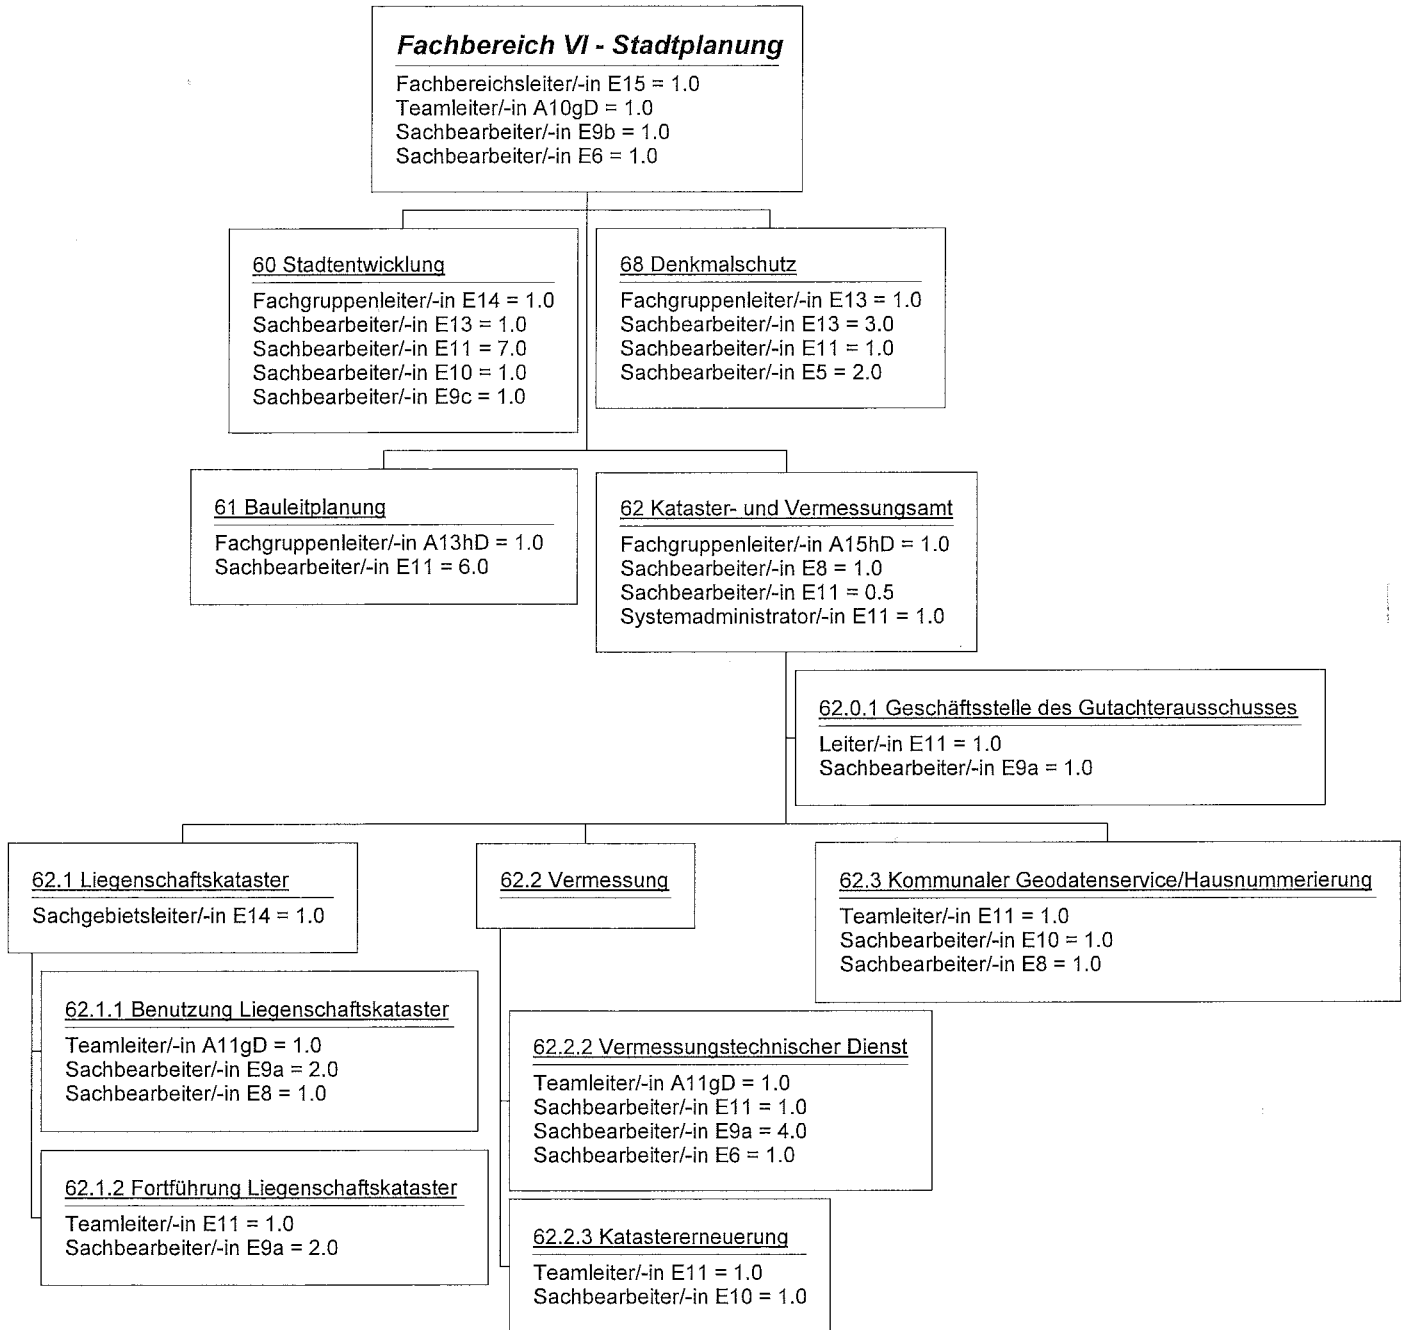 Fachbereich VI - Stadtplanung
Fachbereichsleiter/-in E15 = 1.0
Teamleiter/-in A10gD = 1.0
Sachbearbeiter/-in E9b = 1.0
Sachbearbeiter/-in E6 = 1.0
60 Stadtentwicklung
Fachgruppenleiter/-in E14 = 1.0
Sachbearbeiter/-in E13 = 1.0
Sachbearbeiter/-in E11 = 7.0
Sachbearbeiter/-in E10 = 1.0
Sachbearbeiter/-in E9c = 1.0
68 Denkmalschutz
Fachgruppenleiter/-in E13 = 1.0
Sachbearbeiter/-in E13 = 3.0
Sachbearbeiter/-in E11 = 1.0
Sachbearbeiter/-in E5 = 2.0
61 Bauleitplanung
Fachgruppenleiter/-in A13hD = 1.0
Sachbearbeiter/-in E11 = 6.0
62 Kataster- und Vermessungsamt
Fachgruppenleiter/-in A15hD = 1.0
Sachbearbeiter/-in E8 = 1.0
Sachbearbeiter/-in E11 = 0.5
Systemadministrator/-in E11 = 1.0
62.0.1 Geschäftsstelle des Gutachterausschusses
Leiter/-in E11 = 1.0
Sachbearbeiter/-in E9a = 1.0
62.1 Liegenschaftskataster
Sachgebietsleiter/-in E14 = 1.0
62.1.1 Benutzung Liegenschaftskataster
Teamleiter/-in A11gD = 1.0
Sachbearbeiter/-in E9a = 2.0
Sachbearbeiter/-in E8 = 1.0
62.1.2 Fortführung Liegenschaftskataster
Teamleiter/-in E11 = 1.0
Sachbearbeiter/-in E9a = 2.0
62.2 Vermessung
62.2.2 Vermessungstechnischer Dienst
Teamleiter/-in A11gD = 1.0
Sachbearbeiter/-in E11 = 1.0
Sachbearbeiter/-in E9a = 4.0
Sachbearbeiter/-in E6 = 1.0
62.2.3 Katastererneuerung
Teamleiter/-in E11 = 1.0
Sachbearbeiter/-in E10 = 1.0
62.3 Kommunaler Geodatenservice/Hausnummerierung
Teamleiter/-in E11 = 1.0
Sachbearbeiter/-in E10 = 1.0
Sachbearbeiter/-in E8 = 1.0